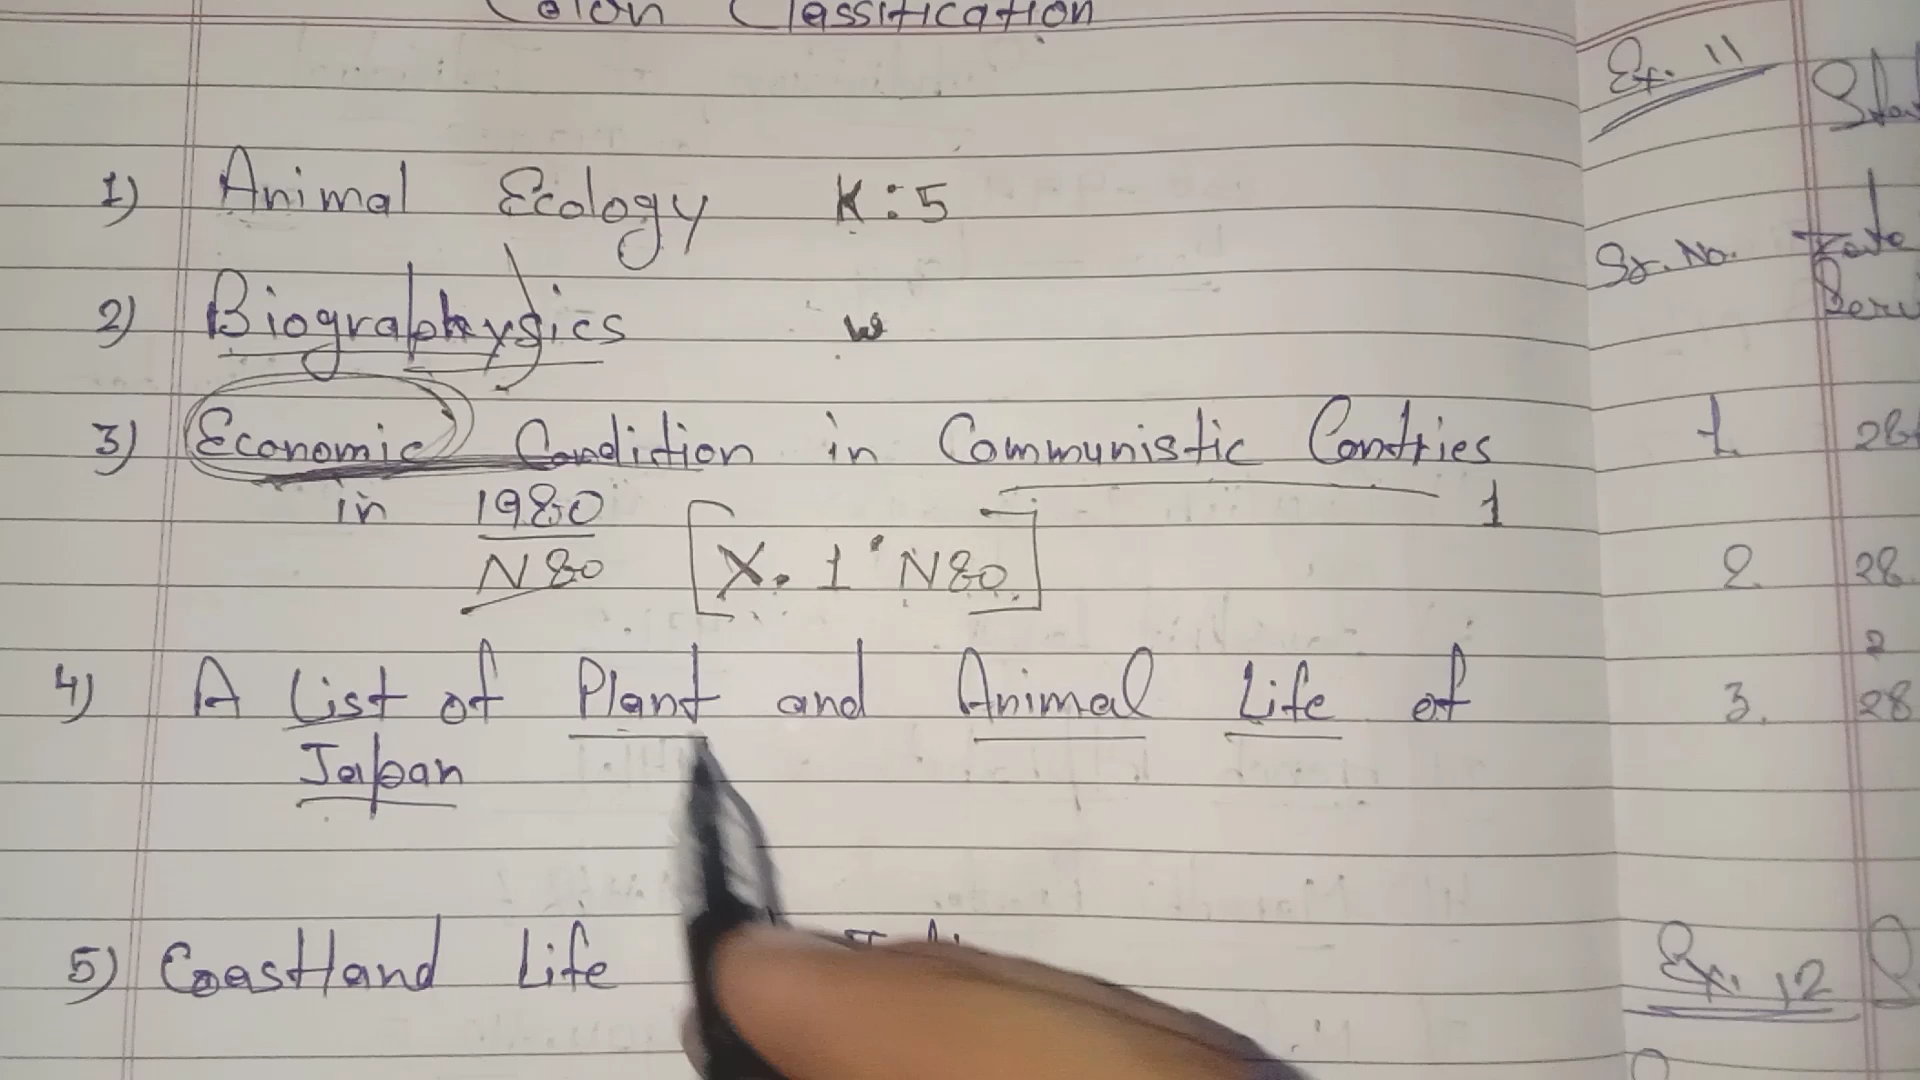 Colon Classification
1) Animal Ecology K:5
2) Biographysics
3) Economic Condition in Communistic Contries
in 1980 1
N80 [X.1'N80]
4) A List of Plant and Animal Life of
Japan
5) Coastland Life
Ex. 11
Sr. No.
1. 28
2 28
2
3. 28
Ex. 12